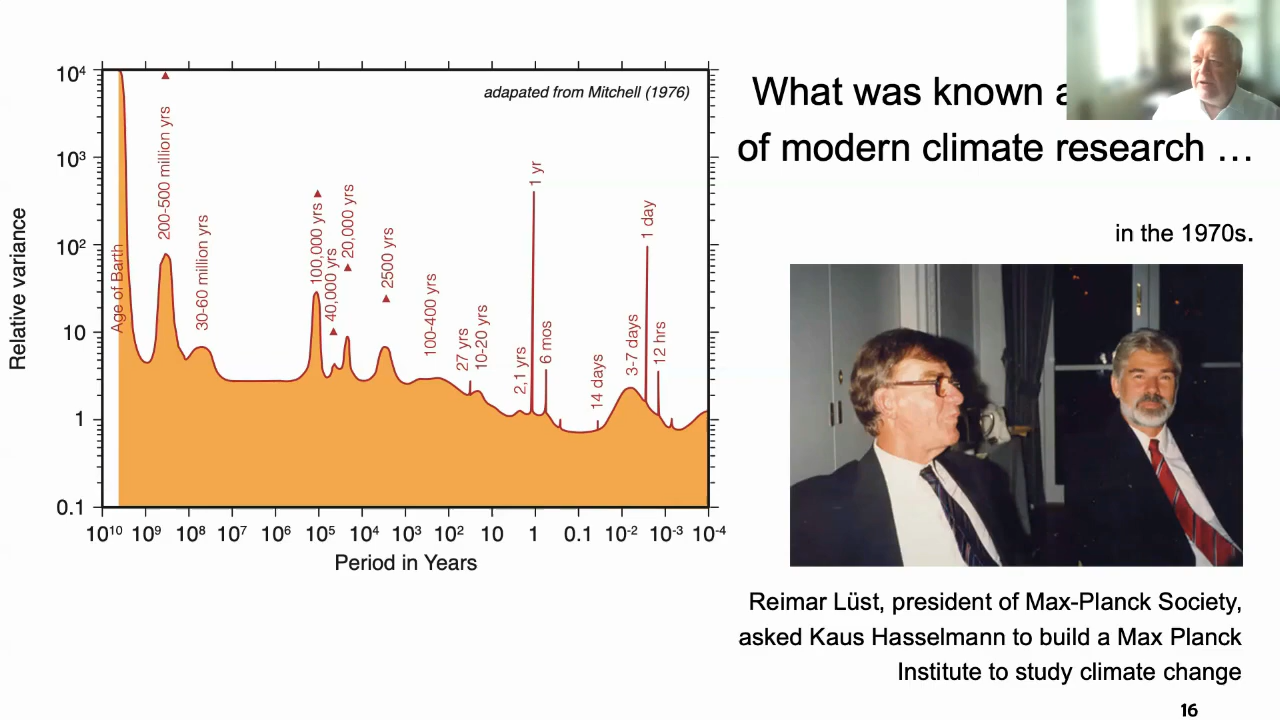 What was known a
of modern climate research …
in the 1970s.
adapated from Mitchell (1976)
Relative variance
10⁴
10³
10²
10
1
0.1
Age of Earth
200-500 million yrs
30-60 million yrs
100,000 yrs
40,000 yrs
20,000 yrs
2500 yrs
100-400 yrs
27 yrs
10-20 yrs
2,1 yrs
1 yr
6 mos
14 days
3-7 days
1 day
12 hrs
10¹⁰ 10⁹ 10⁸ 10⁷ 10⁶ 10⁵ 10⁴ 10³ 10² 10 1 0.1 10⁻² 10⁻³ 10⁻⁴
Period in Years
Reimar Lüst, president of Max-Planck Society,
asked Kaus Hasselmann to build a Max Planck
Institute to study climate change
16